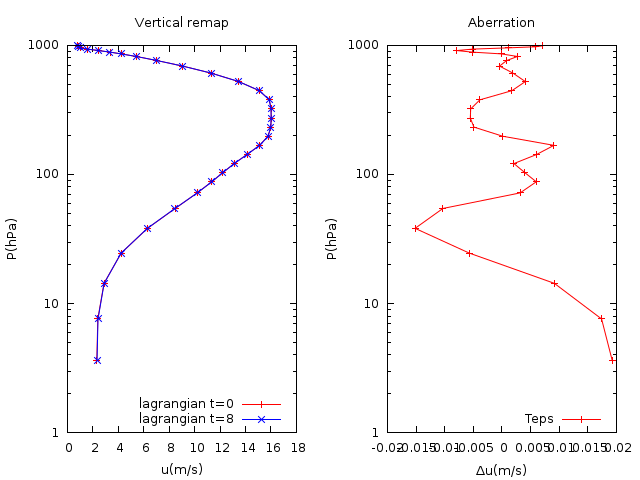 Vertical remap
1000
100
10
1
P(hPa)
lagrangian t=0
lagrangian t=8
0 2 4 6 8 10 12 14 16 18
u(m/s)
Aberration
1000
100
10
1
P(hPa)
Teps
-0.02 -0.015 -0.01 -0.005 0 0.005 0.01 0.015 0.02
Δu(m/s)